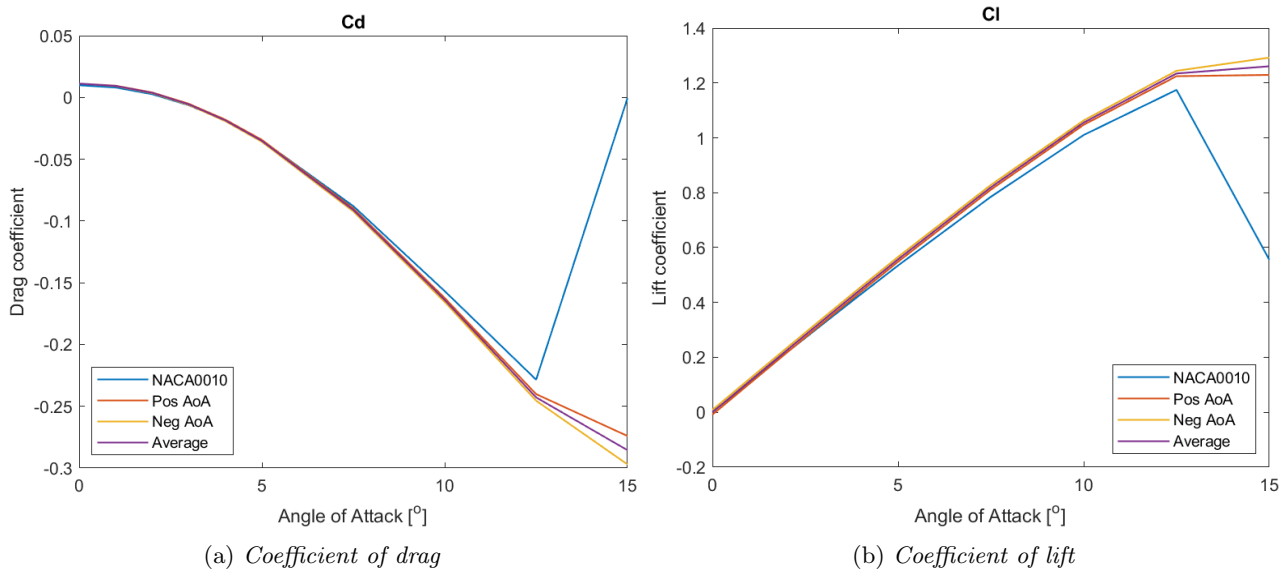 Cd
0.05
0
-0.05
-0.1
-0.15
-0.2
-0.25
-0.3
Drag coefficient
NACA0010
Pos AoA
Neg AoA
Average
0 5 10 15
Angle of Attack [°]
(a) Coefficient of drag
Cl
1.4
1.2
1
0.8
0.6
0.4
0.2
0
-0.2
Lift coefficient
NACA0010
Pos AoA
Neg AoA
Average
0 5 10 15
Angle of Attack [°]
(b) Coefficient of lift